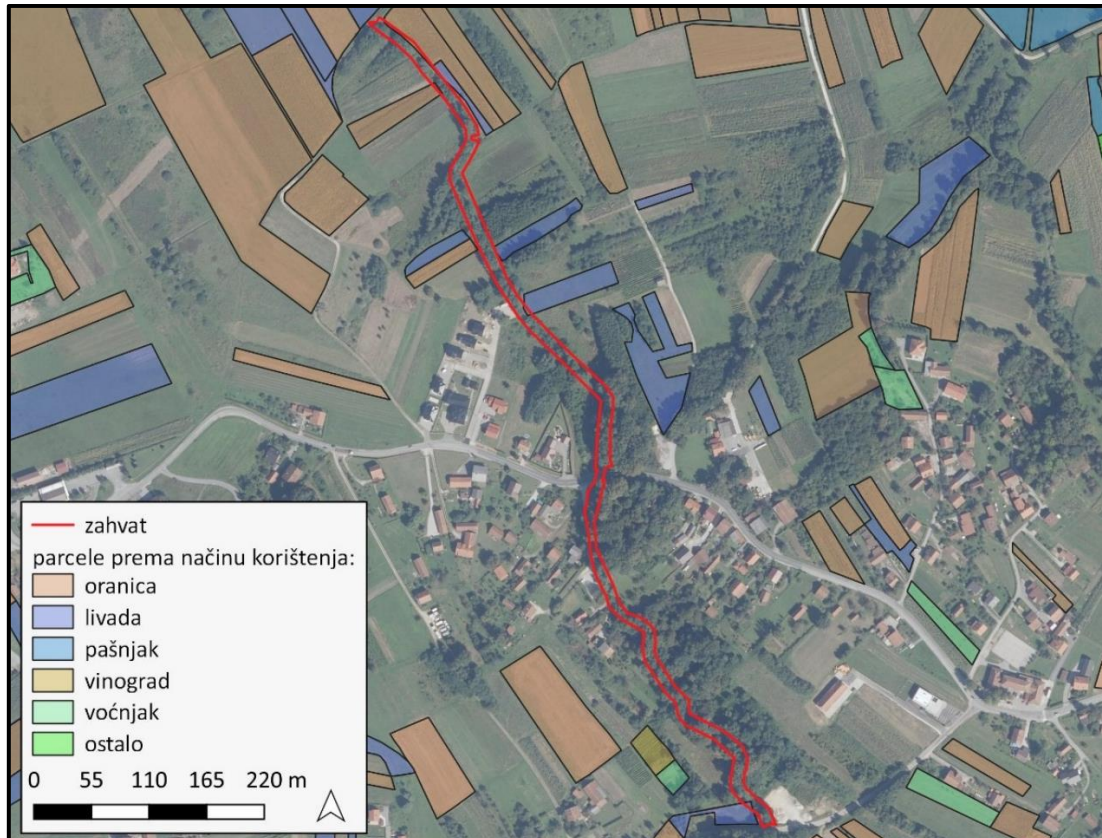 zahvat
parcele prema načinu korištenja:
oranica
livada
pašnjak
vinograd
voćnjak
ostalo
0 55 110 165 220 m